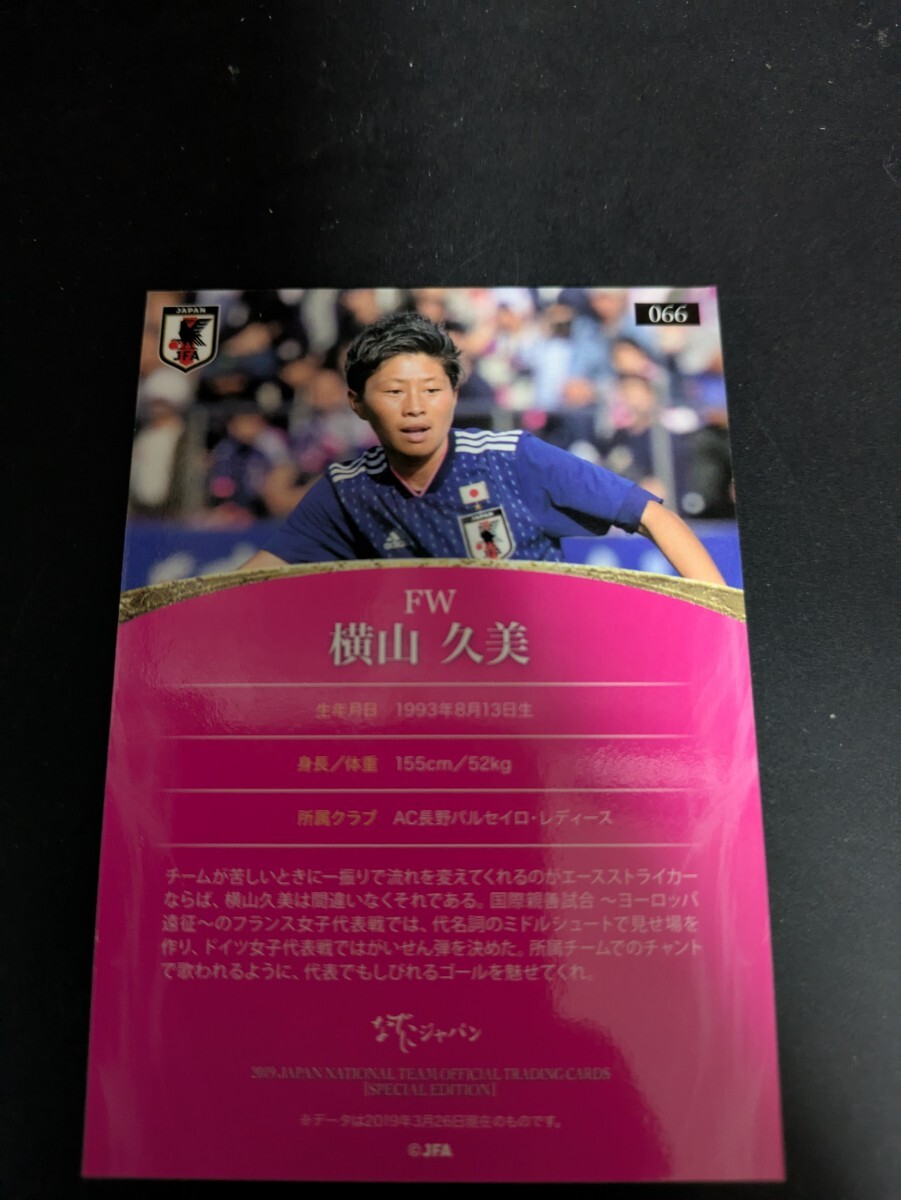 JAPAN
JFA
066
adidas
JAPAN
FW
横山 久美
生年月日 1993年8月13日生
身長／体重 155cm／52kg
所属クラブ AC長野パルセイロ・レディース
チームが苦しいときに一振りで流れを変えてくれるのがエースストライカー
ならば、横山久美は間違いなくそれである。国際親善試合 〜ヨーロッパ
遠征〜のフランス女子代表戦では、代名詞のミドルシュートで見せ場を
作り、ドイツ女子代表戦ではがいせん弾を決めた。所属チームでのチャント
で歌われるように、代表でもしびれるゴールを魅せてくれ。
なでしこジャパン
2019 JAPAN NATIONAL TEAM OFFICIAL TRADING CARDS
[SPECIAL EDITION]
※データは2019年3月26日現在のものです。
©JFA